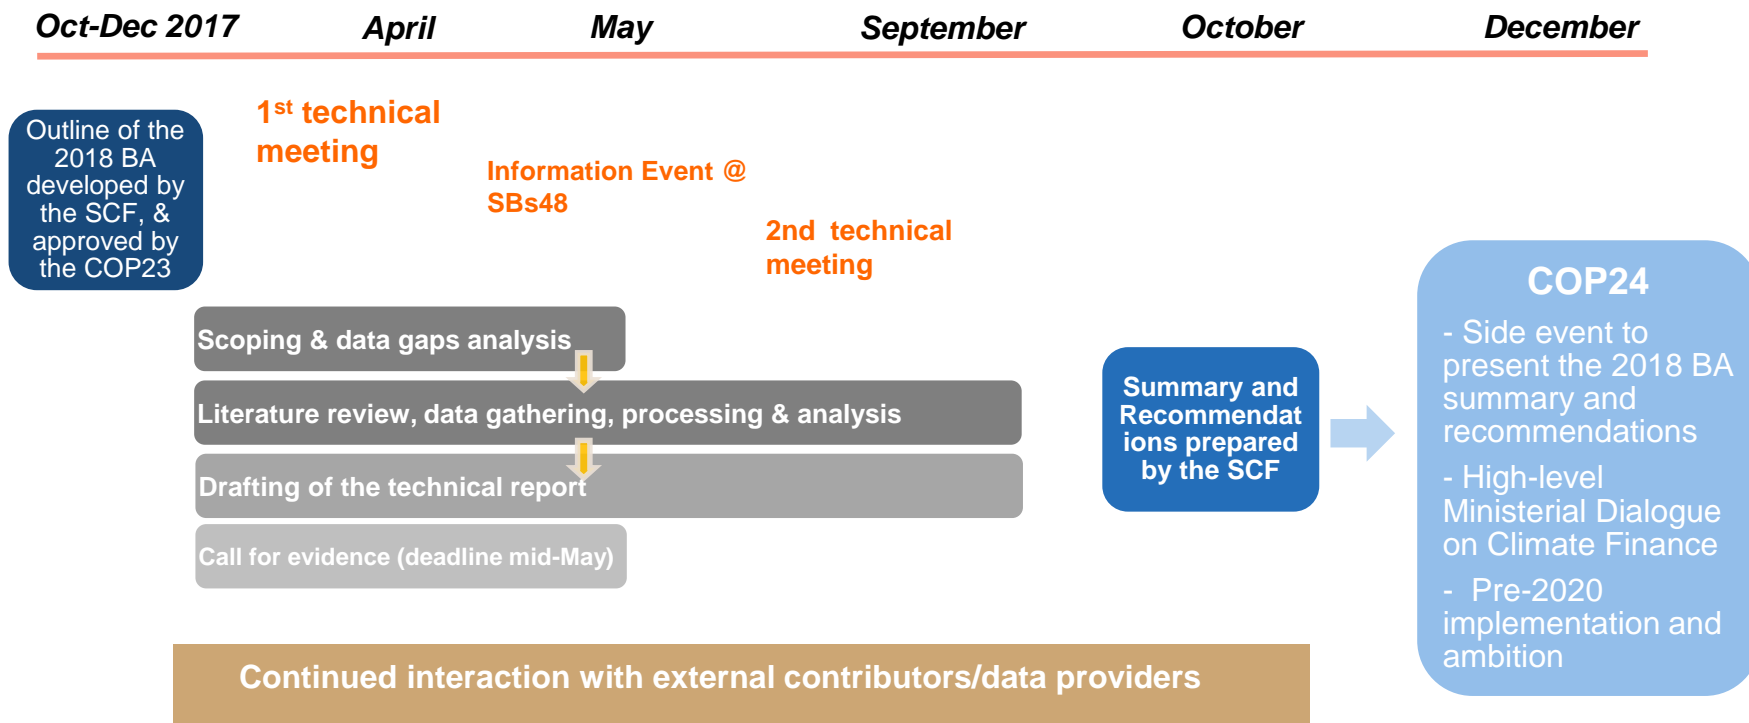 Oct-Dec 2017 April May September October December
Outline of the
2018 BA
developed by
the SCF, &
approved by
the COP23
1st technical
meeting
Information Event @
SBs48
2nd  technical
meeting
Scoping & data gaps analysis
Literature review, data gathering, processing & analysis
Drafting of the technical report
Call for evidence (deadline mid-May)
Summary and
Recommendat
ions prepared
by the SCF
COP24
- Side event to
present the 2018 BA
summary and
recommendations
- High-level
Ministerial Dialogue
on Climate Finance
-  Pre-2020
implementation and
ambition
Continued interaction with external contributors/data providers